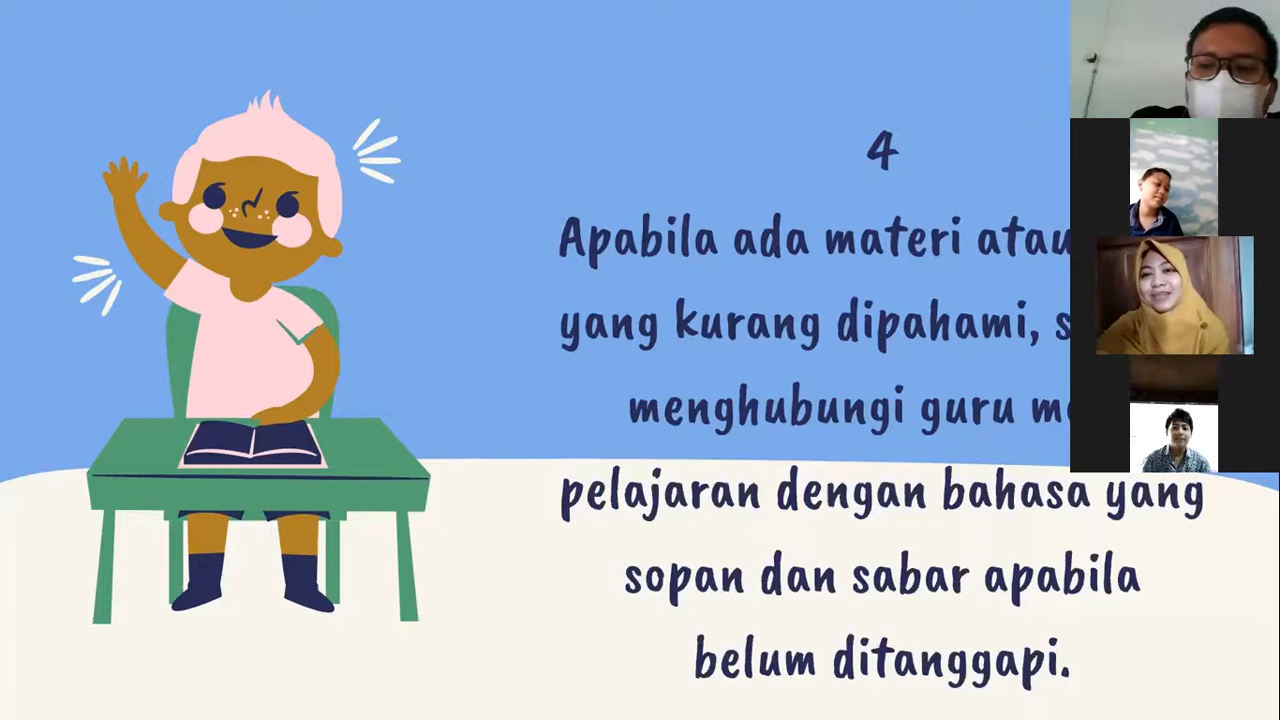 4
Apabila ada materi atau
yang kurang dipahami,
menghubungi guru
pelajaran dengan bahasa yang
sopan dan sabar apabila
belum ditanggapi.